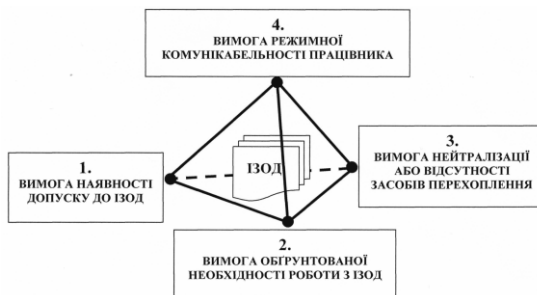 4.
ВИМОГА РЕЖИМНОЇ
КОМУНІКАБЕЛЬНОСТІ ПРАЦІВНИКА
1.
ВИМОГА НАЯВНОСТІ
ДОПУСКУ ДО ІЗОД
ІЗОД
3.
ВИМОГА НЕЙТРАЛІЗАЦІЇ
АБО ВІДСУТНОСТІ
ЗАСОБІВ ПЕРЕХОПЛЕННЯ
2.
ВИМОГА ОБҐРУНТОВАНОЇ
НЕОБХІДНОСТІ РОБОТИ З ІЗОД